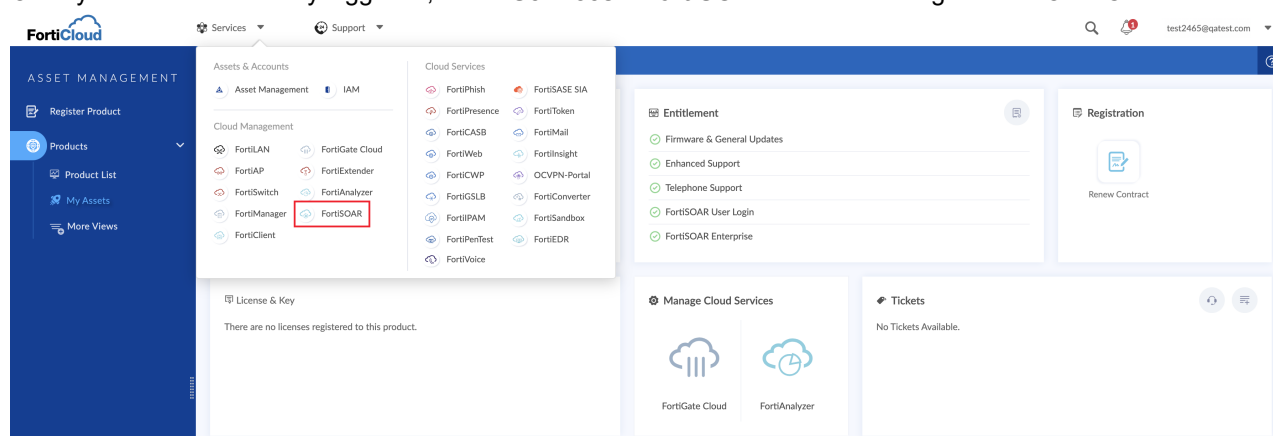 FortiCloud
Services
Support
1
test2465@qatest.com
ASSET MANAGEMENT
Register Product
Products
Product List
My Assets
More Views
Assets & Accounts
Asset Management
IAM
Cloud Management
FortiLAN
FortiGate Cloud
FortiAP
FortiExtender
FortiSwitch
FortiAnalyzer
FortiManager
FortiSOAR
FortiClient
Cloud Services
FortiPhish
FortiSASE SIA
FortiPresence
FortiToken
FortiCASB
FortiMail
FortiWeb
FortiInsight
FortiCWP
OCVPN-Portal
FortiGSLB
FortiConverter
FortiIPAM
FortiSandbox
FortiPenTest
FortiEDR
FortiVoice
Entitlement
Firmware & General Updates
Enhanced Support
Telephone Support
FortiSOAR User Login
FortiSOAR Enterprise
Registration
Renew Contract
License & Key
There are no licenses registered to this product.
Manage Cloud Services
FortiGate Cloud
FortiAnalyzer
Tickets
No Tickets Available.